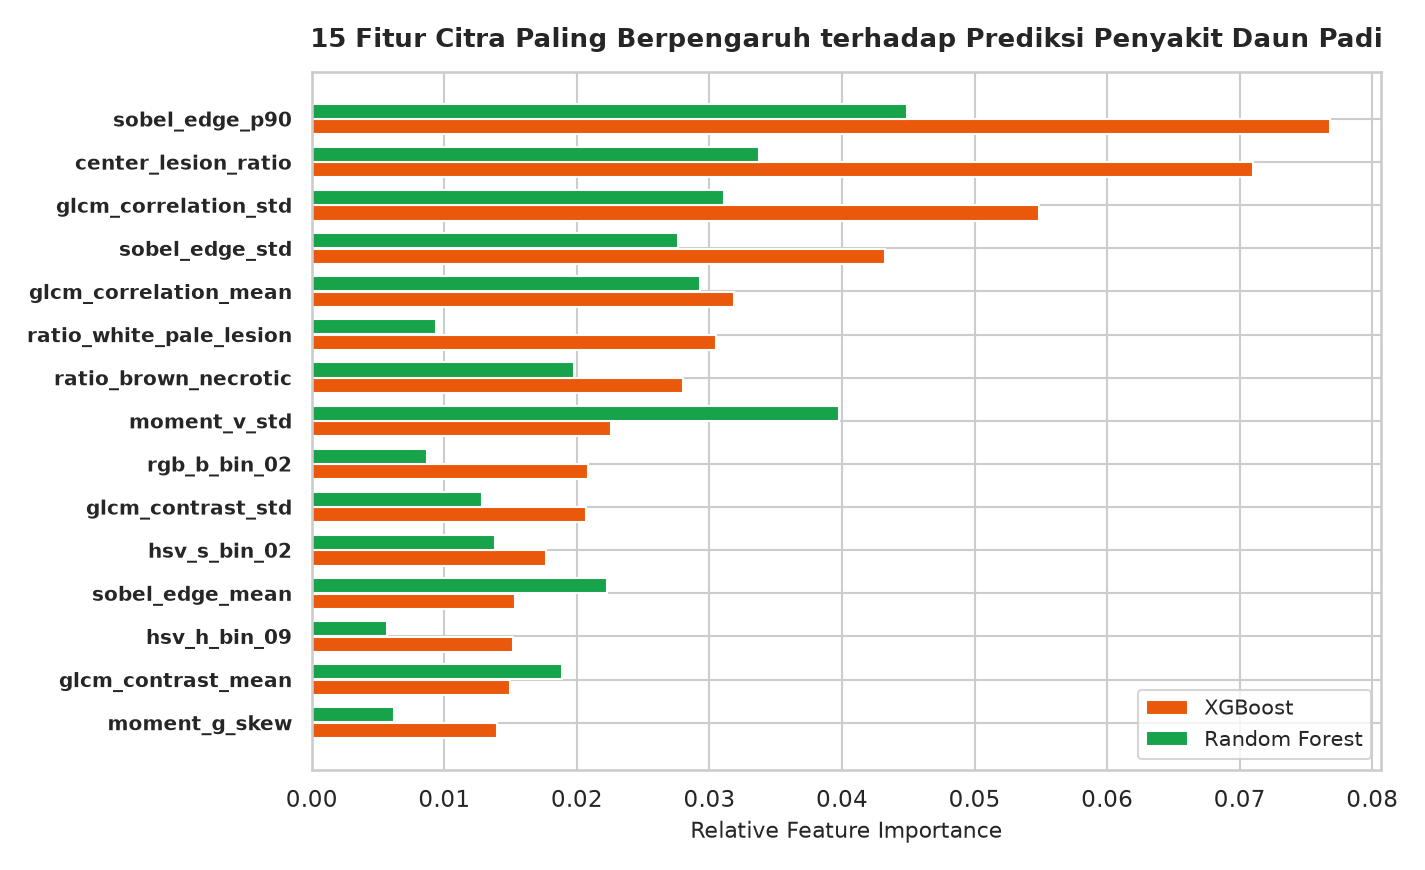 15 Fitur Citra Paling Berpengaruh terhadap Prediksi Penyakit Daun Padi
sobel_edge_p90
center_lesion_ratio
glcm_correlation_std
sobel_edge_std
glcm_correlation_mean
ratio_white_pale_lesion
ratio_brown_necrotic
moment_v_std
rgb_b_bin_02
glcm_contrast_std
hsv_s_bin_02
sobel_edge_mean
hsv_h_bin_09
glcm_contrast_mean
moment_g_skew
XGBoost
Random Forest
0.00 0.01 0.02 0.03 0.04 0.05 0.06 0.07 0.08
Relative Feature Importance